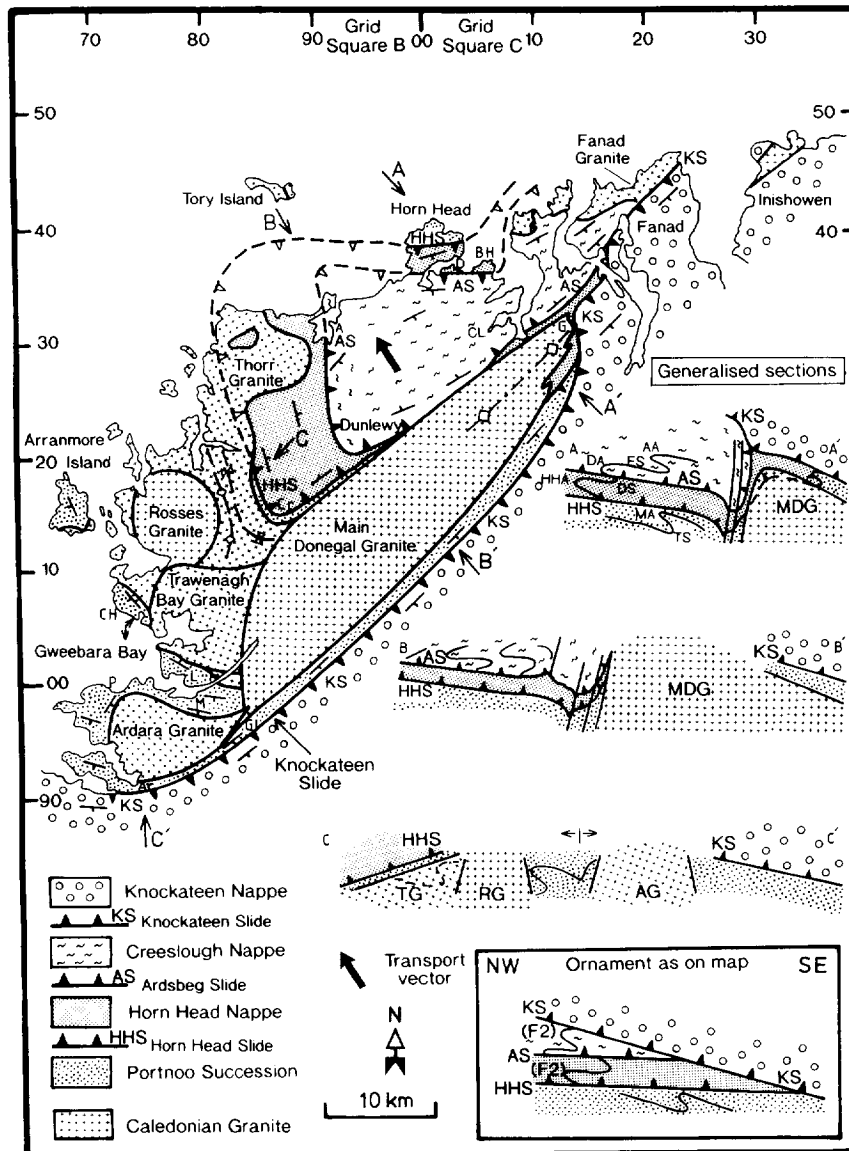 Grid Square B
Grid Square C
70
80
90
00
10
20
30
50
50
Fanad Granite
KS
Inishowen
A
Tory Island
Horn Head
B
40
HHS
Fanad
40
BH
AS
AS
KS
A
AS
CL
G
30
30
Thorr Granite
Generalised sections
A′
KS
Arranmore Island
C
Dunlewy
A
DA
FS
AA
A′
20
20
HHA
DS
AS
HHS
HHS
MA
TS
MDG
Rosses Granite
Main Donegal Granite
KS
B′
10
10
Trawenagh Bay Granite
CH
Gweebara Bay
L
B
AS
KS
B′
00
P
M
KS
HHS
MDG
00
Ardara Granite
GL
Knockateen Slide
90
KS
90
C′
C
HHS
KS
C′
TG
RG
AG
Knockateen Nappe
KS
Knockateen Slide
Creeslough Nappe
AS
Ardsbeg Slide
Horn Head Nappe
HHS
Horn Head Slide
Portnoo Succession
Caledonian Granite
Transport vector
N
10 km
NW
Ornament as on map
SE
KS
(F2)
AS
(F2)
KS
HHS